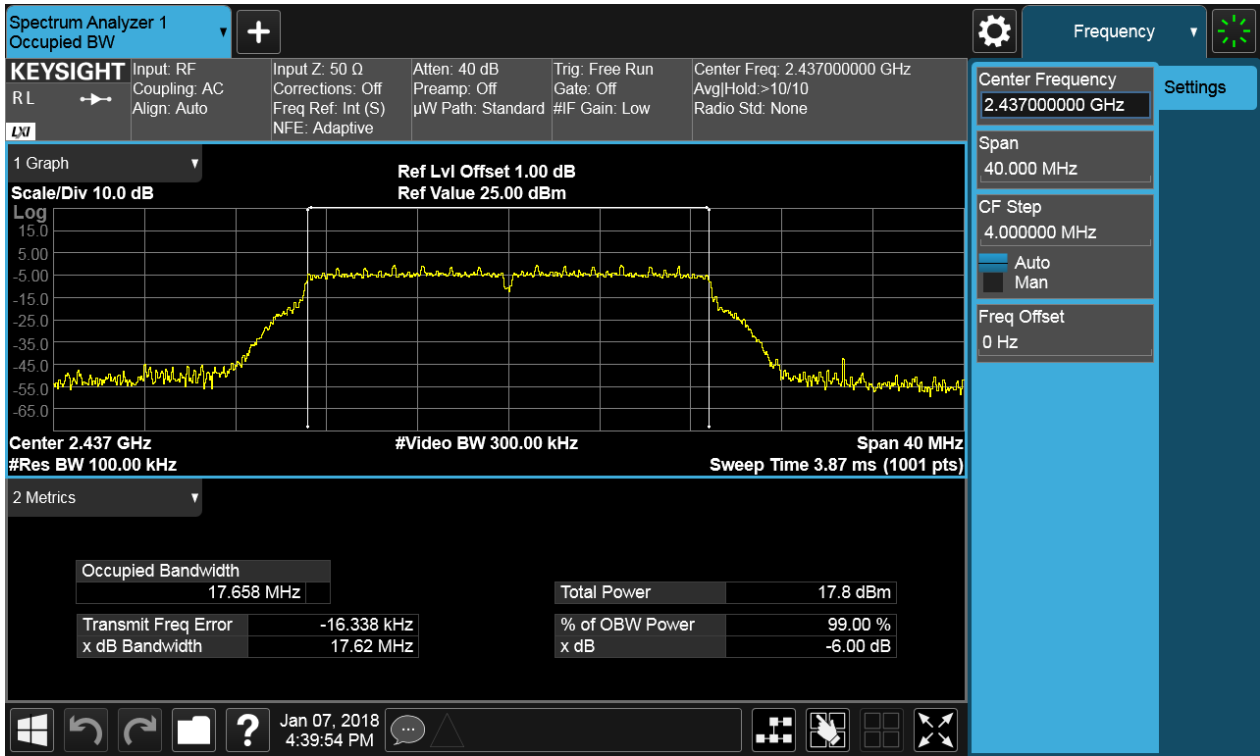 Spectrum Analyzer 1
Occupied BW
+
Frequency
KEYSIGHT
R L
LXI
Input: RF
Coupling: AC
Align: Auto
Input Z: 50 Ω
Corrections: Off
Freq Ref: Int (S)
NFE: Adaptive
Atten: 40 dB
Preamp: Off
µW Path: Standard
Trig: Free Run
Gate: Off
#IF Gain: Low
Center Freq: 2.437000000 GHz
Avg|Hold:>10/10
Radio Std: None
Center Frequency
2.437000000 GHz
Settings
Span
40.000 MHz
CF Step
4.000000 MHz
Auto
Man
Freq Offset
0 Hz
1 Graph
Scale/Div 10.0 dB
Ref Lvl Offset 1.00 dB
Ref Value 25.00 dBm
Log
15.0
5.00
-5.00
-15.0
-25.0
-35.0
-45.0
-55.0
-65.0
Center 2.437 GHz
#Video BW 300.00 kHz
Span 40 MHz
#Res BW 100.00 kHz
Sweep Time 3.87 ms (1001 pts)
2 Metrics
Occupied Bandwidth
17.658 MHz
Total Power 17.8 dBm
Transmit Freq Error -16.338 kHz
% of OBW Power 99.00 %
x dB Bandwidth 17.62 MHz
x dB -6.00 dB
?
Jan 07, 2018
4:39:54 PM